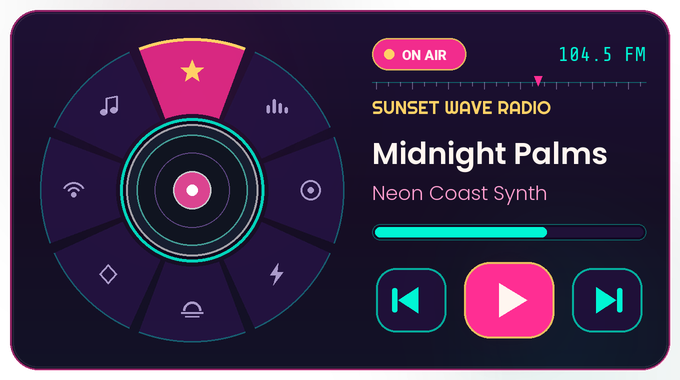 ON AIR
104.5 FM
SUNSET WAVE RADIO
Midnight Palms
Neon Coast Synth